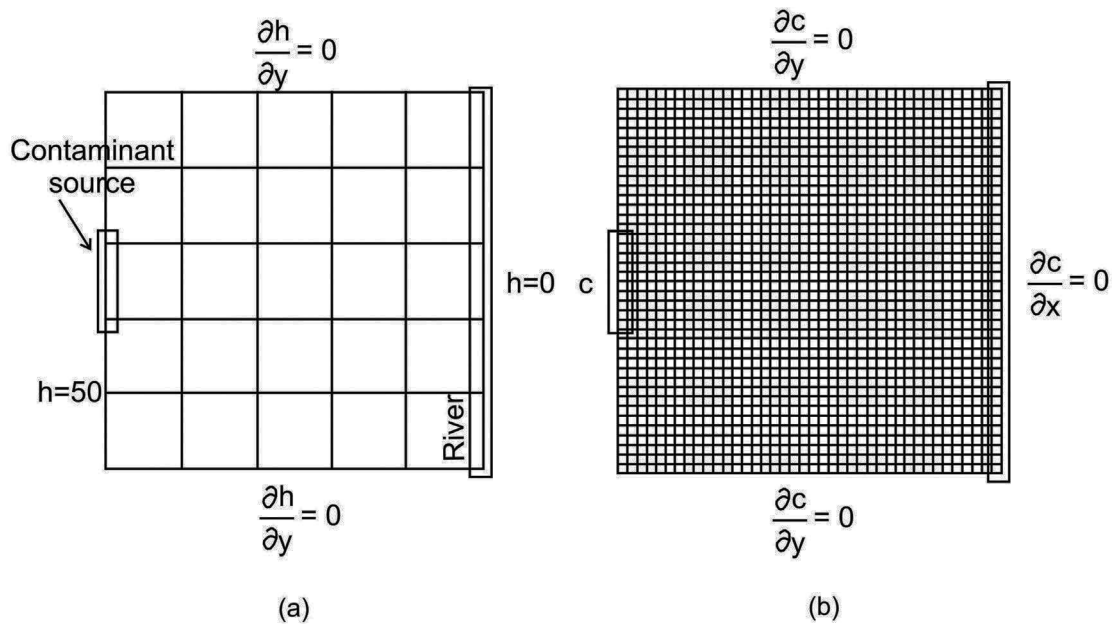 ∂h/∂y = 0
Contaminant
source
h=50
h=0
River
∂h/∂y = 0
(a)
∂c/∂y = 0
c
∂c/∂x = 0
∂c/∂y = 0
(b)